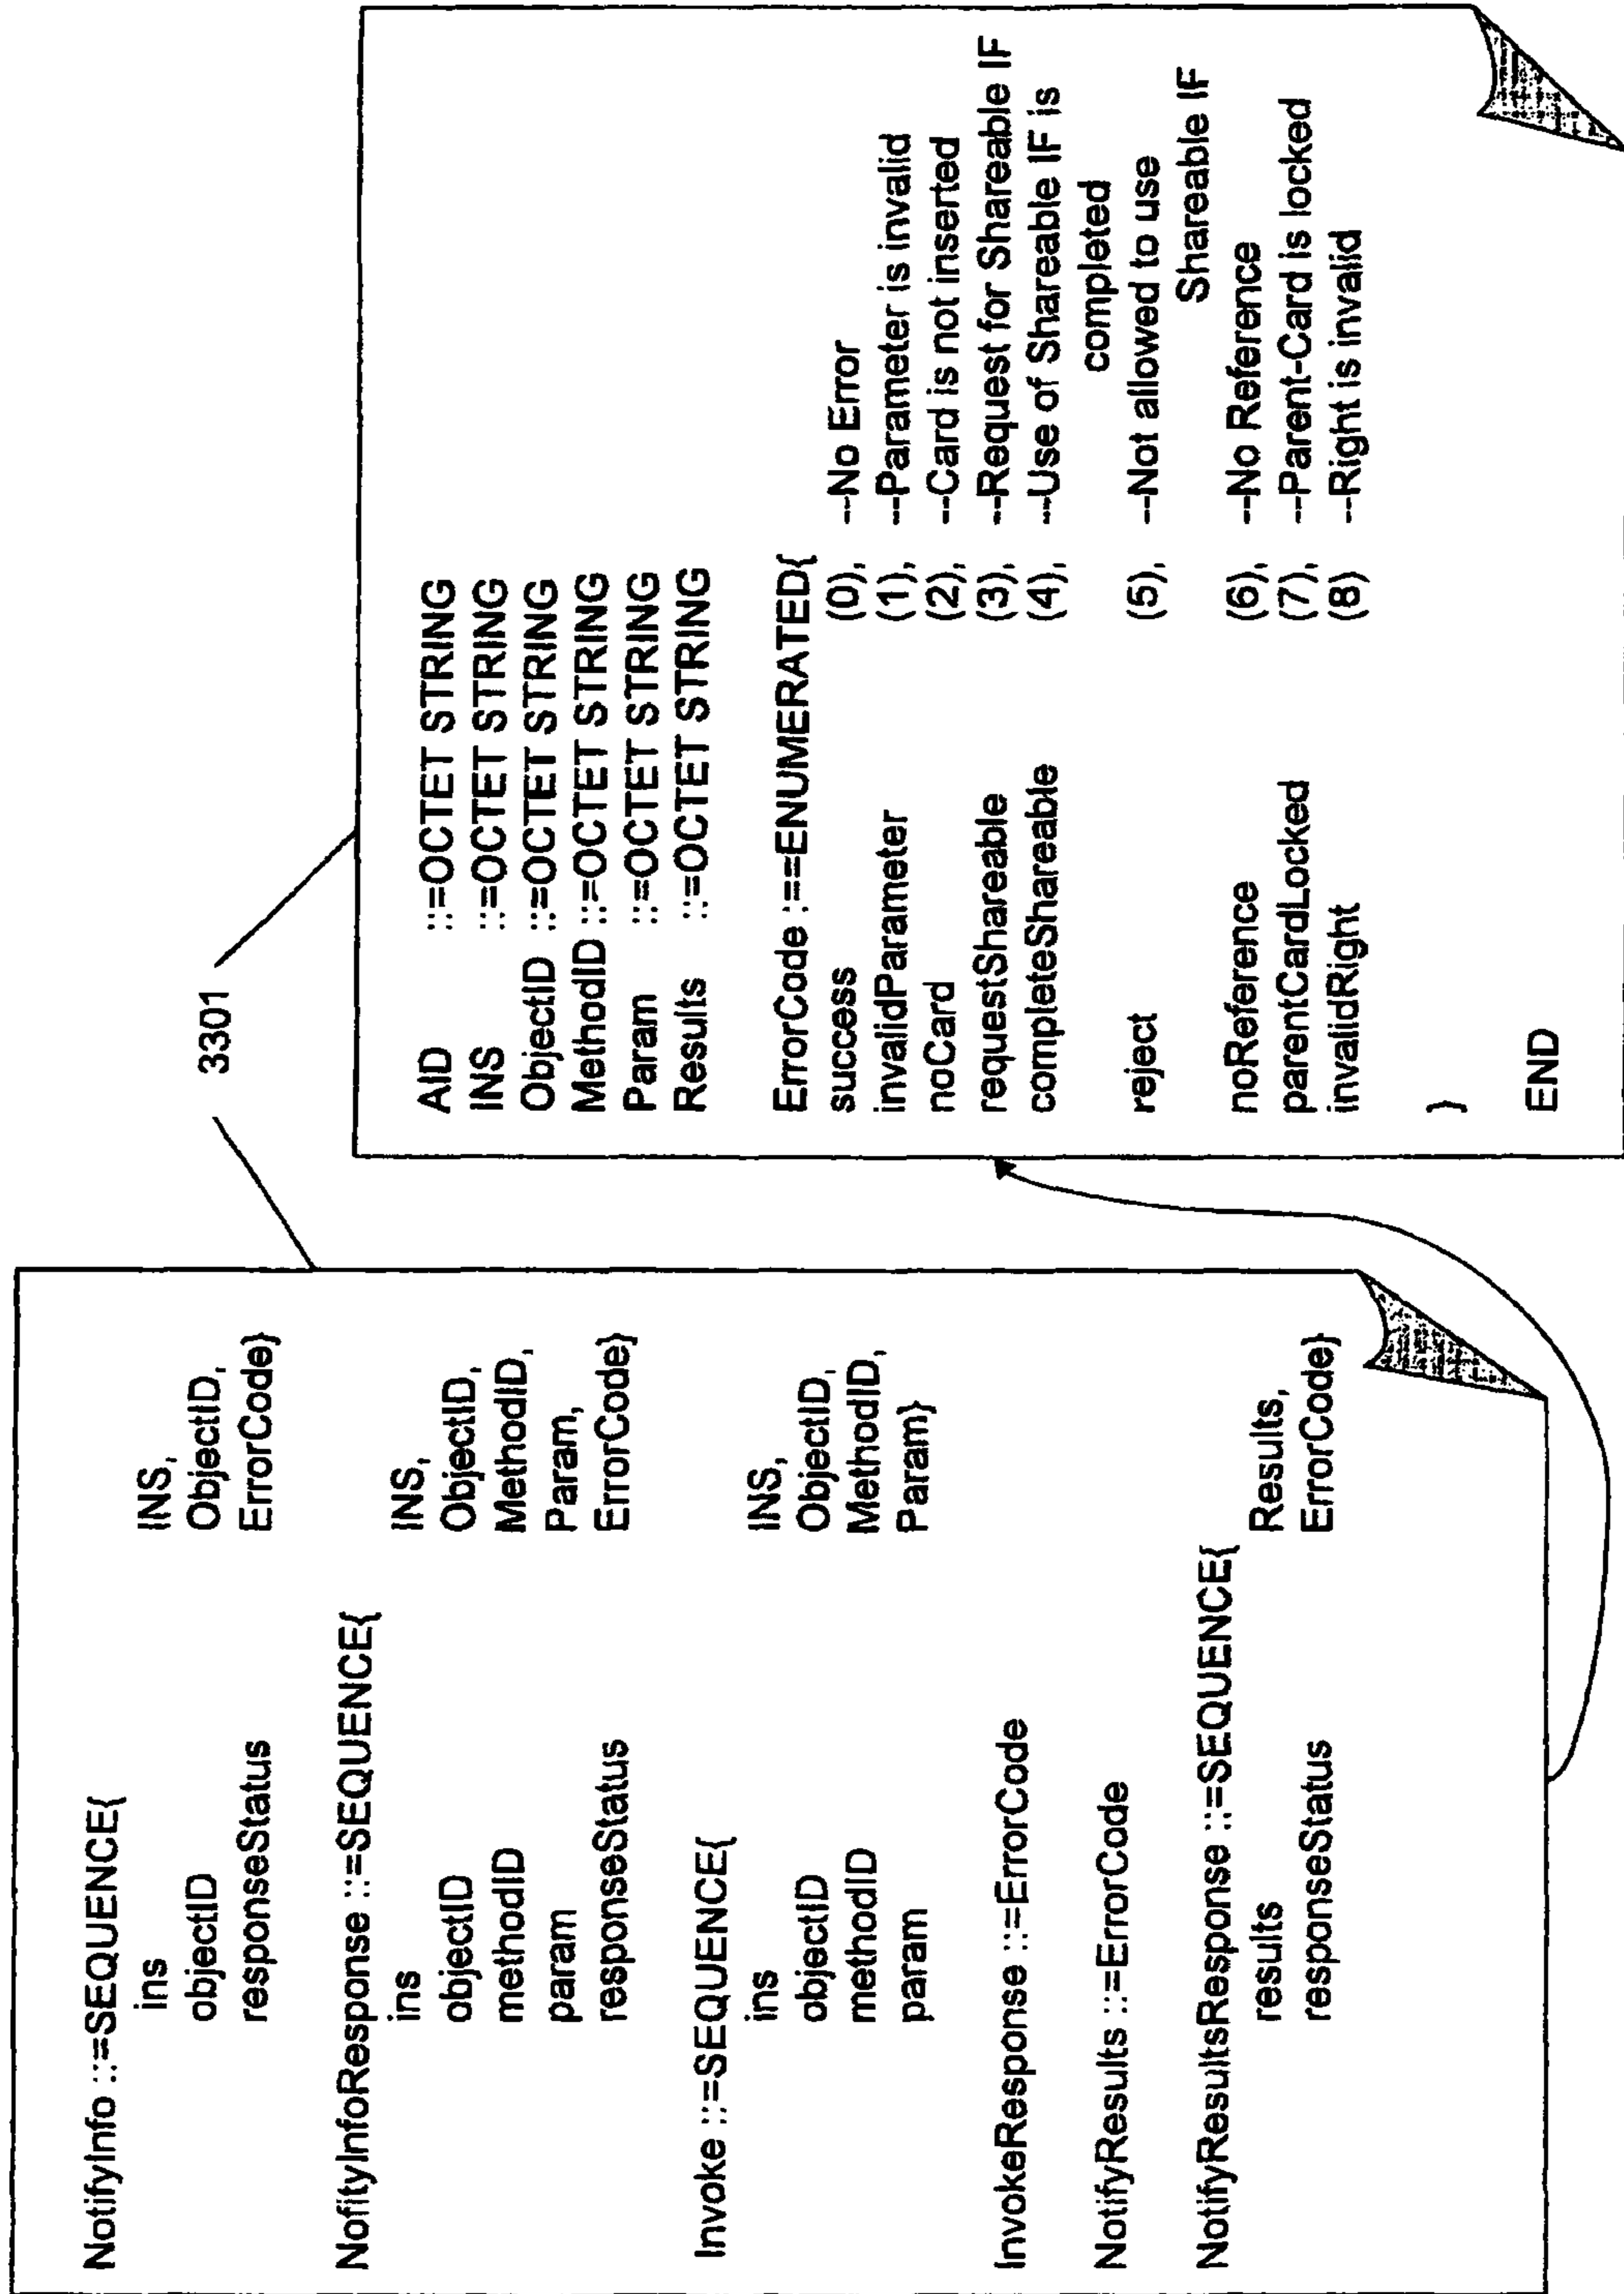 3301
NotifyInfo ::=SEQUENCE{
ins INS,
objectID ObjectID,
responseStatus ErrorCode}
NofityInfoResponse ::=SEQUENCE{
ins INS,
objectID ObjectID,
methodID MethodID,
param Param,
responseStatus ErrorCode}
Invoke ::=SEQUENCE{
ins INS,
objectID ObjectID,
methodID MethodID,
param Param}
InvokeResponse ::=ErrorCode
NotifyResults ::=ErrorCode
NotifyResultsResponse ::=SEQUENCE{
results Results,
responseStatus ErrorCode}
AID ::=OCTET STRING
INS ::=OCTET STRING
ObjectID ::=OCTET STRING
MethodID ::=OCTET STRING
Param ::=OCTET STRING
Results ::=OCTET STRING
ErrorCode :==ENUMERATED{
success (0), --No Error
invalidParameter (1), --Parameter is invalid
noCard (2), --Card is not inserted
requestShareable (3), --Request for Shareable IF
completeShareable (4), --Use of Shareable IF is
completed
reject (5), --Not allowed to use
Shareable IF
noReference (6), --No Reference
parentCardLocked (7), --Parent-Card is locked
invalidRight (8) --Right is invalid
}
END